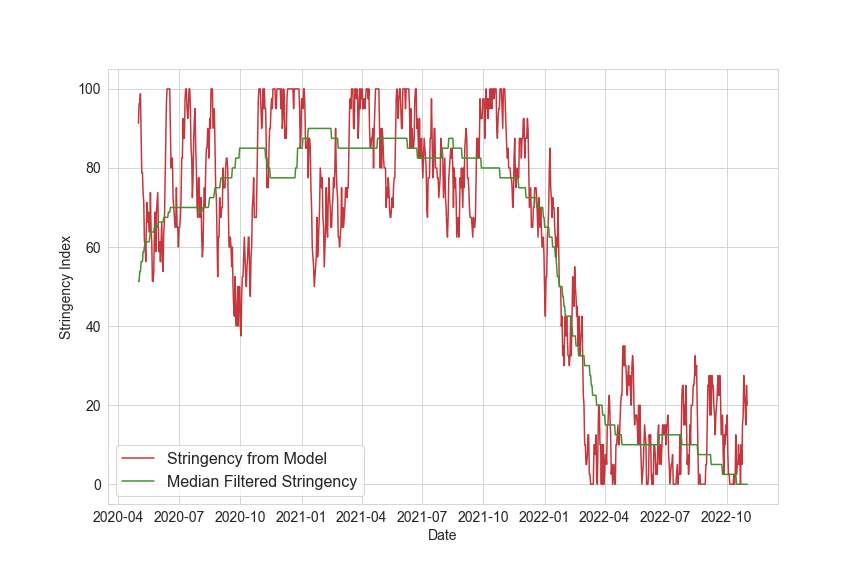 100
80
60
40
20
0
Stringency Index
Stringency from Model
Median Filtered Stringency
2020-04 2020-07 2020-10 2021-01 2021-04 2021-07 2021-10 2022-01 2022-04 2022-07 2022-10
Date